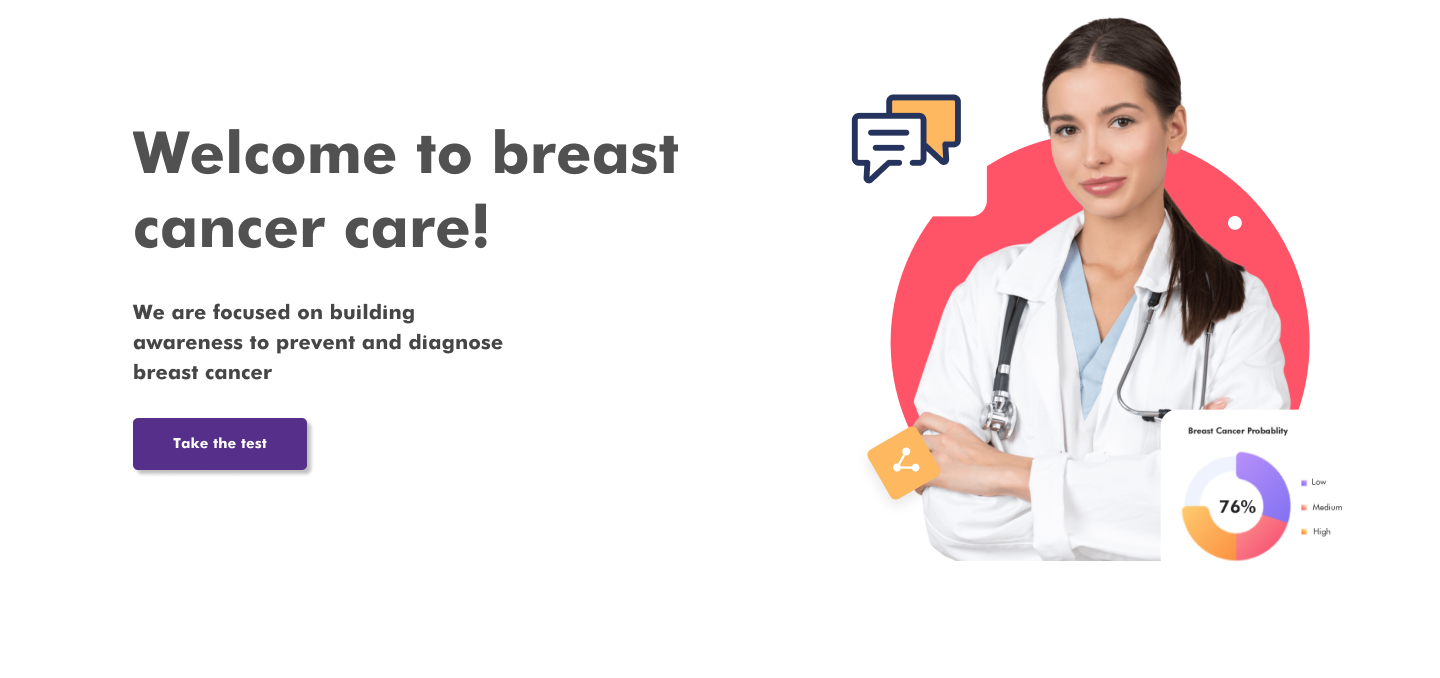 Welcome to breast
cancer care!
We are focused on building
awareness to prevent and diagnose
breast cancer
Take the test
Breast Cancer Probablity
76%
Low
Medium
High